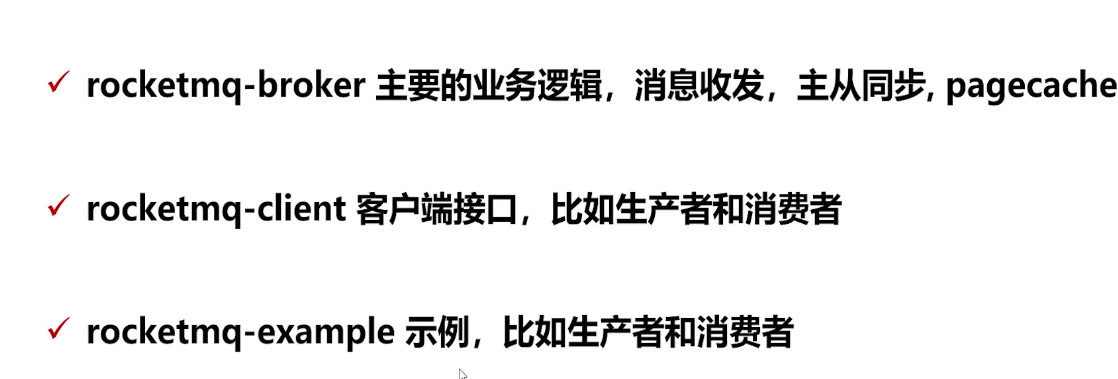 ✓ rocketmq-broker 主要的业务逻辑，消息收发，主从同步, pagecache
✓ rocketmq-client 客户端接口，比如生产者和消费者
✓ rocketmq-example 示例，比如生产者和消费者